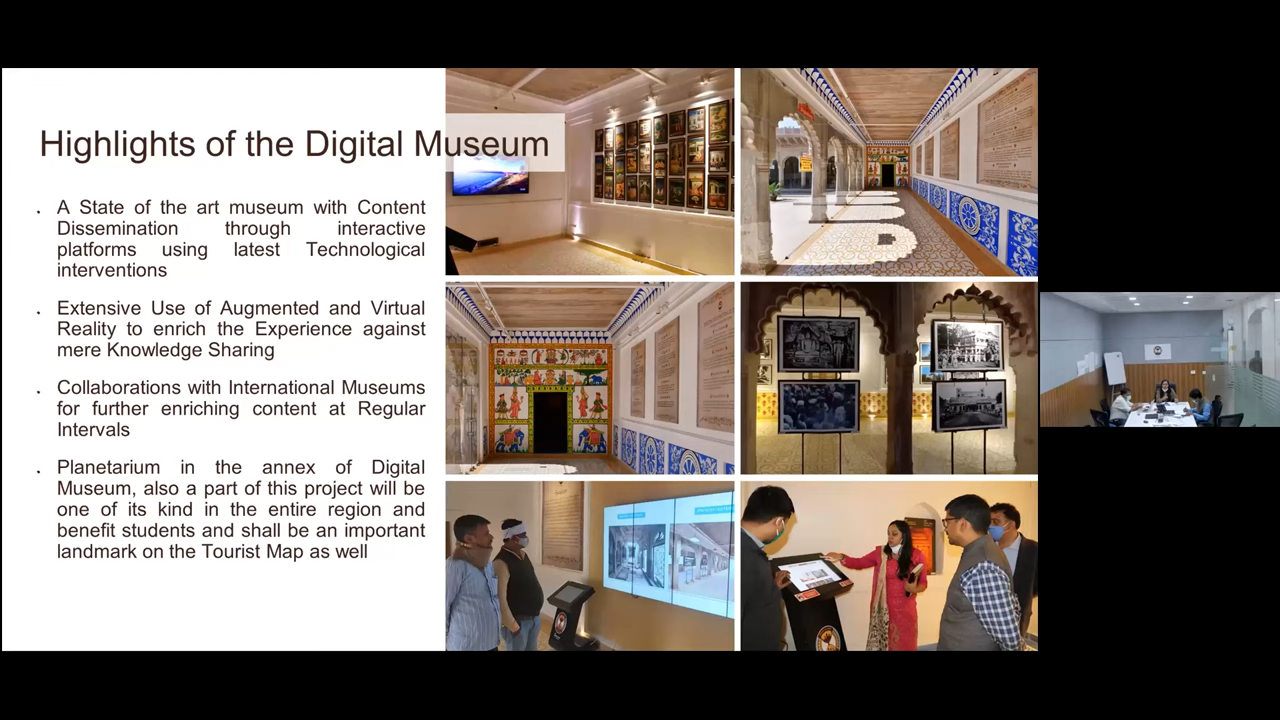 Highlights of the Digital Museum
. A State of the art museum with Content
Dissemination through interactive
platforms using latest Technological
interventions
. Extensive Use of Augmented and Virtual
Reality to enrich the Experience against
mere Knowledge Sharing
. Collaborations with International Museums
for further enriching content at Regular
Intervals
. Planetarium in the annex of Digital
Museum, also a part of this project will be
one of its kind in the entire region and
benefit students and shall be an important
landmark on the Tourist Map as well